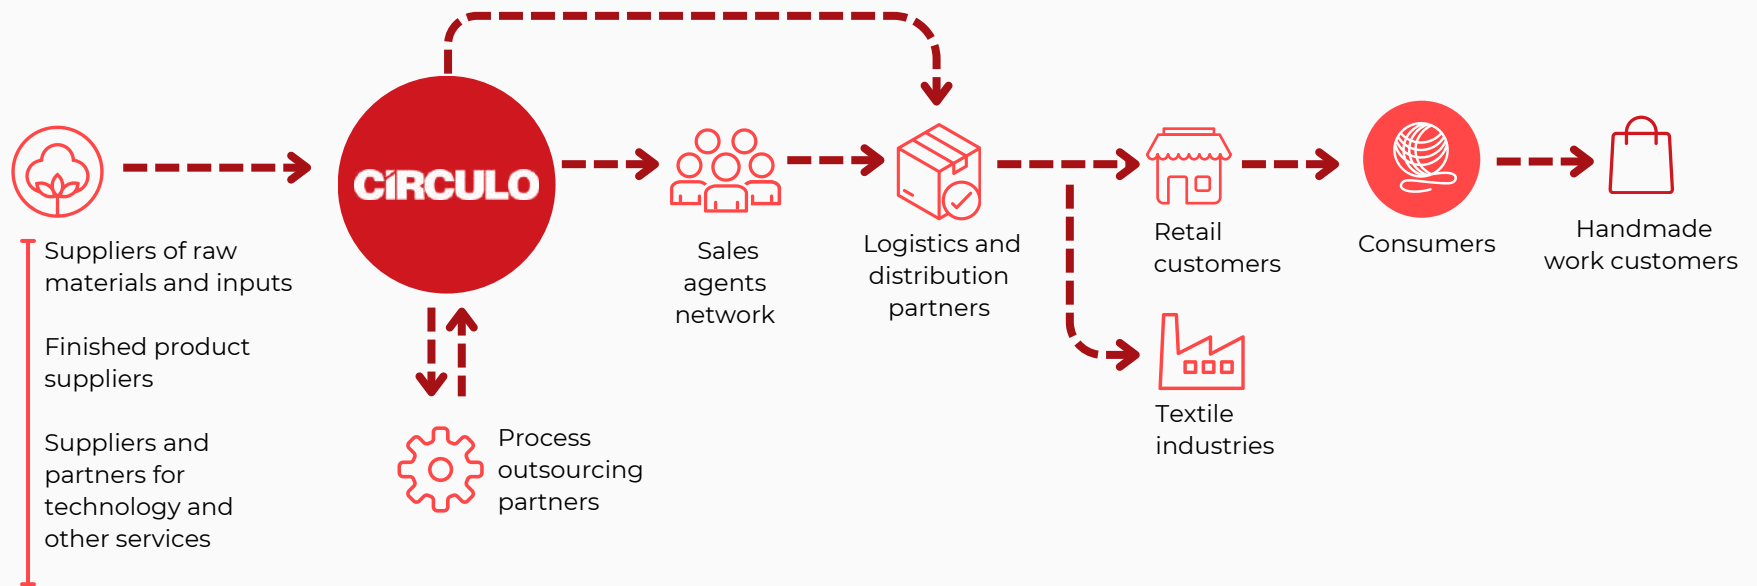 CÍRCULO
Suppliers of raw
materials and inputs
Finished product
suppliers
Suppliers and
partners for
technology and
other services
Process
outsourcing
partners
Sales
agents
network
Logistics and
distribution
partners
Retail
customers
Textile
industries
Consumers
Handmade
work customers